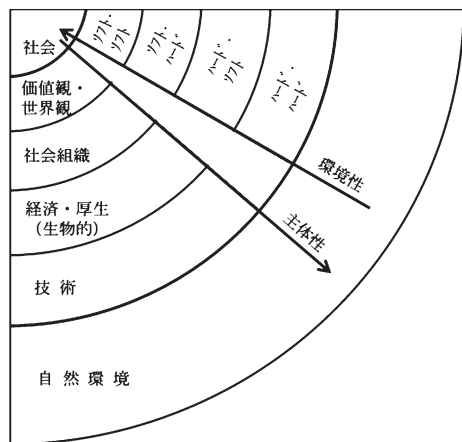 社会
ソフト・
ソフト
ソフト・
ハード
ハード・
ソフト
ハード・
ハード
価値観・
世界観
社会組織
経済・厚生
(生物的)
技術
自然環境
環境性
主体性